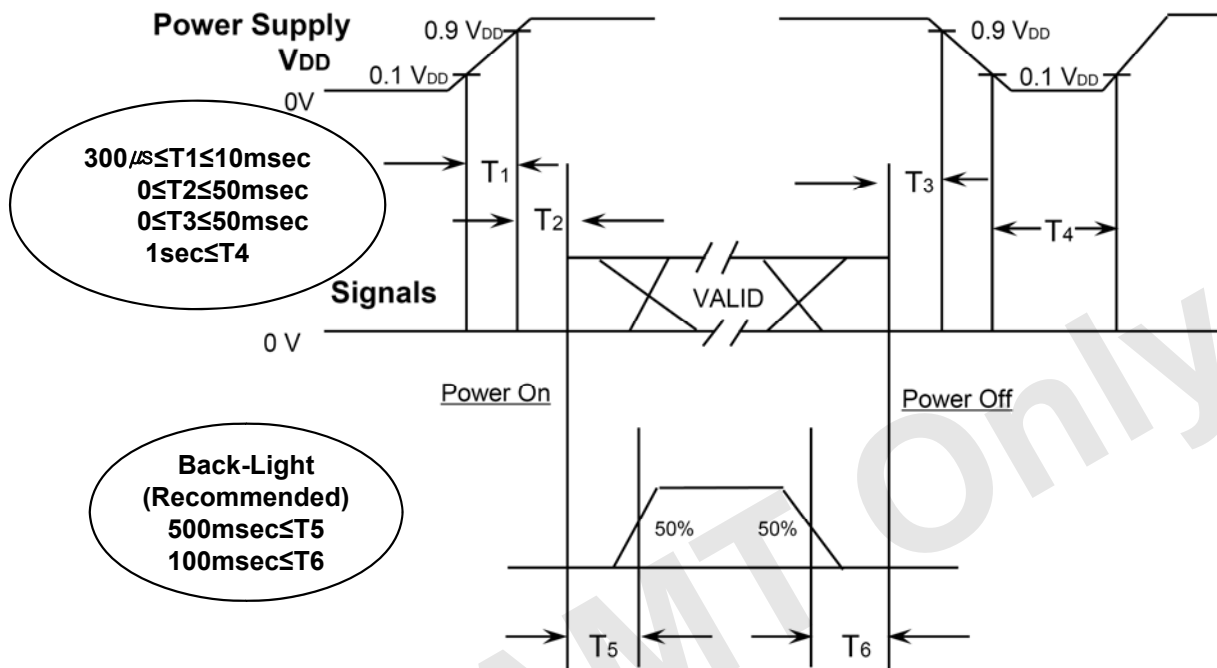 Power Supply
VDD
0.9 VDD
0.1 VDD
0V
0.9 VDD
0.1 VDD
300㎲≤T1≤10msec
0≤T2≤50msec
0≤T3≤50msec
1sec≤T4
T1
T2
T3
T4
Signals
VALID
0 V
Power On
Power Off
Back-Light
(Recommended)
500msec≤T5
100msec≤T6
50%
50%
T5
T6
AMT Only